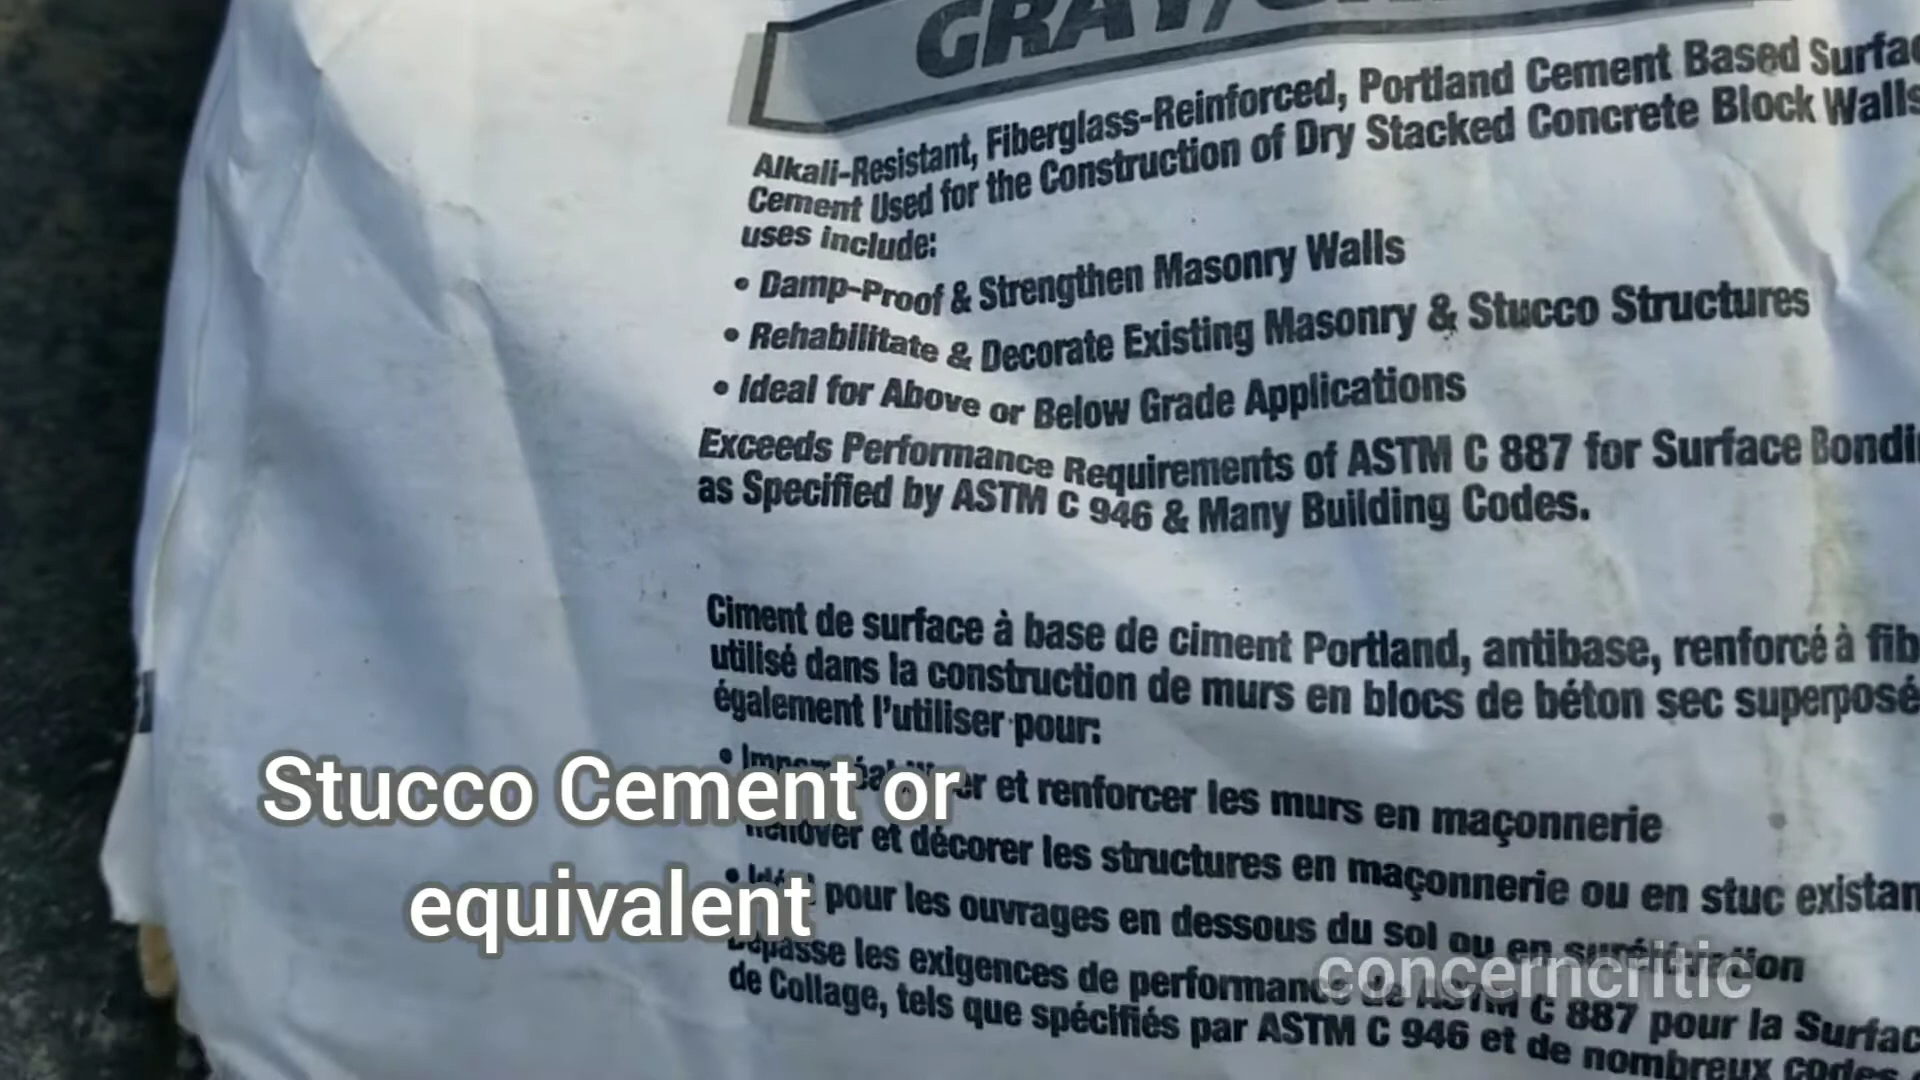 GRAY/
Alkali-Resistant, Fiberglass-Reinforced, Portland Cement Based
Cement Used for the Construction of Dry Stacked Concrete Block Walls
uses include:
• Damp-Proof & Strengthen Masonry Walls
• Rehabilitate & Decorate Existing Masonry & Stucco Structures
• Ideal for Above or Below Grade Applications
Exceeds Performance Requirements of ASTM C 887 for Surface
as Specified by ASTM C 946 & Many Building Codes.
Ciment de surface à base de ciment Portland, antibase, renforcé à
utilisé dans la construction de murs en blocs de béton sec
également l'utiliser pour:
• et renforcer les murs en maçonnerie
et décorer les structures en maçonnerie ou en stuc
• pour les ouvrages en dessous du sol ou en
Dépasse les exigences de performance de ASTM C 887 pour la
de Collage, tels que spécifiés par ASTM C 946 et de nombreux codes
Stucco Cement or
equivalent
concerncritic